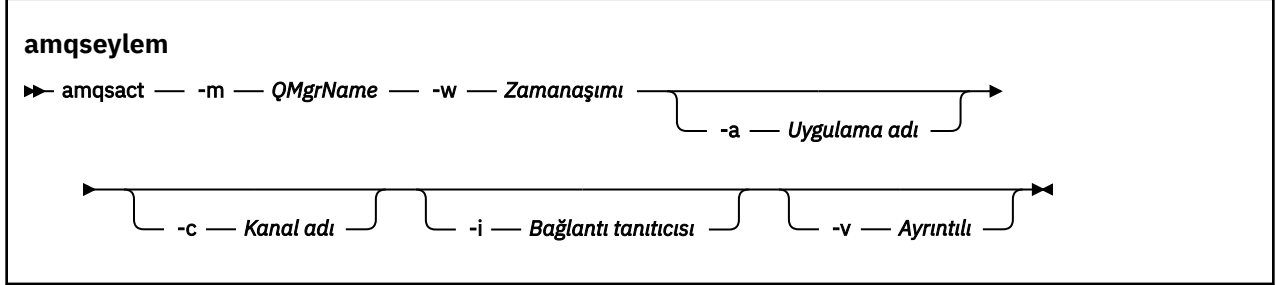 amqseylem
amqsact -m QMgrName -w Zamanaşımı
-a Uygulama adı
-c Kanal adı -i Bağlantı tanıtıcısı -v Ayrıntılı